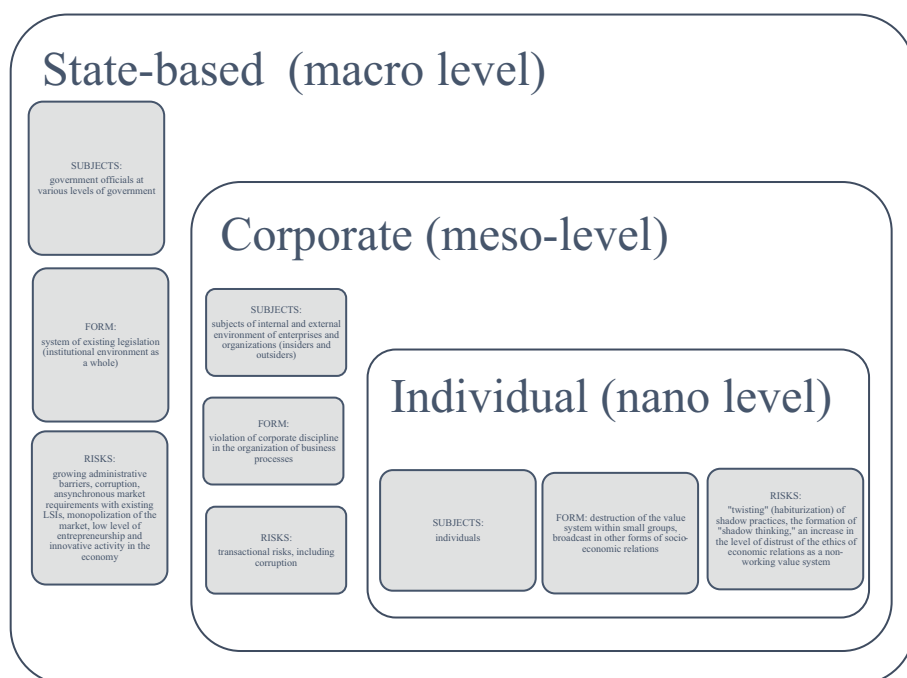 State-based (macro level)
SUBJECTS:
government officials at
various levels of government
FORM:
system of existing legislation
(institutional environment as
a whole)
RISKS:
growing administrative
barriers, corruption,
ansynchronous market
requirements with existing
LSIs, monopolization of the
market, low level of
entrepreneurship and
innovative activity in the
economy
Corporate (meso-level)
SUBJECTS:
subjects of internal and external
environment of enterprises and
organizations (insiders and
outsiders)
FORM:
violation of corporate discipline
in the organization of business
processes
RISKS:
transactional risks, including
corruption
Individual (nano level)
SUBJECTS:
individuals
FORM: destruction of the value
system within small groups,
broadcast in other forms of socio-
economic relations
RISKS:
"twisting" (habiturization) of
shadow practices, the formation of
"shadow thinking," an increase in
the level of distrust of the ethics of
economic relations as a non-
working value system